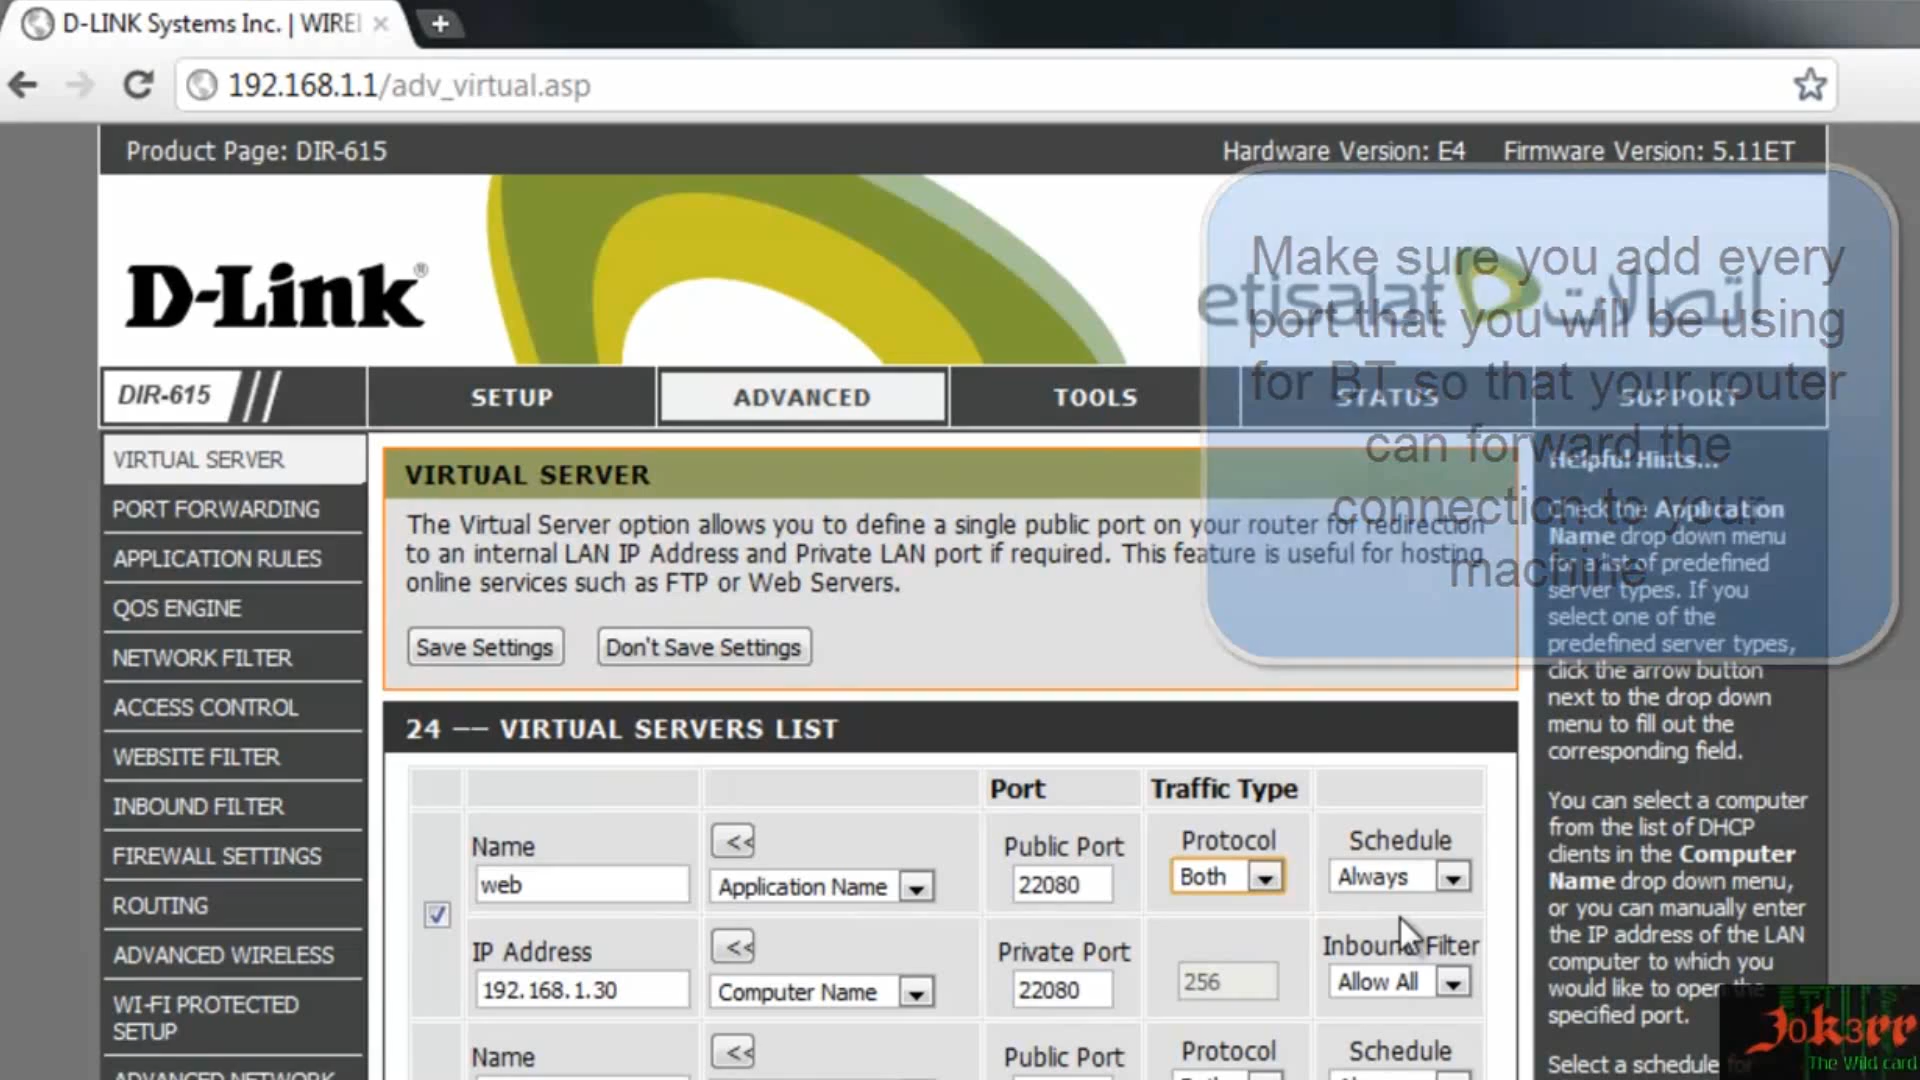 D-LINK Systems Inc. | WIREI
192.168.1.1/adv_virtual.asp
Product Page: DIR-615
Hardware Version: E4
Firmware Version: 5.11ET
D-Link®
etisalat اتصالات
Make sure you add every
port that you will be using
for BT so that your router
can forward the
connection to your
machine
DIR-615
SETUP
ADVANCED
TOOLS
STATUS
SUPPORT
VIRTUAL SERVER
PORT FORWARDING
APPLICATION RULES
QOS ENGINE
NETWORK FILTER
ACCESS CONTROL
WEBSITE FILTER
INBOUND FILTER
FIREWALL SETTINGS
ROUTING
ADVANCED WIRELESS
WI-FI PROTECTED
SETUP
ADVANCED NETWORK
VIRTUAL SERVER
The Virtual Server option allows you to define a single public port on your router for redirection
to an internal LAN IP Address and Private LAN port if required. This feature is useful for hosting
online services such as FTP or Web Servers.
Save Settings
Don't Save Settings
24 -- VIRTUAL SERVERS LIST
Port
Traffic Type
Name
<<
Public Port
Protocol
Schedule
web
Application Name
22080
Both
Always
IP Address
<<
Private Port
Inbound Filter
192.168.1.30
Computer Name
22080
256
Allow All
Name
<<
Public Port
Protocol
Schedule
Helpful Hints...
Check the Application
Name drop down menu
for a list of predefined
server types. If you
select one of the
predefined server types,
click the arrow button
next to the drop down
menu to fill out the
corresponding field.
You can select a computer
from the list of DHCP
clients in the Computer
Name drop down menu,
or you can manually enter
the IP address of the LAN
computer to which you
would like to open the
specified port.
Select a schedule for
J0k3rr
The Wild card